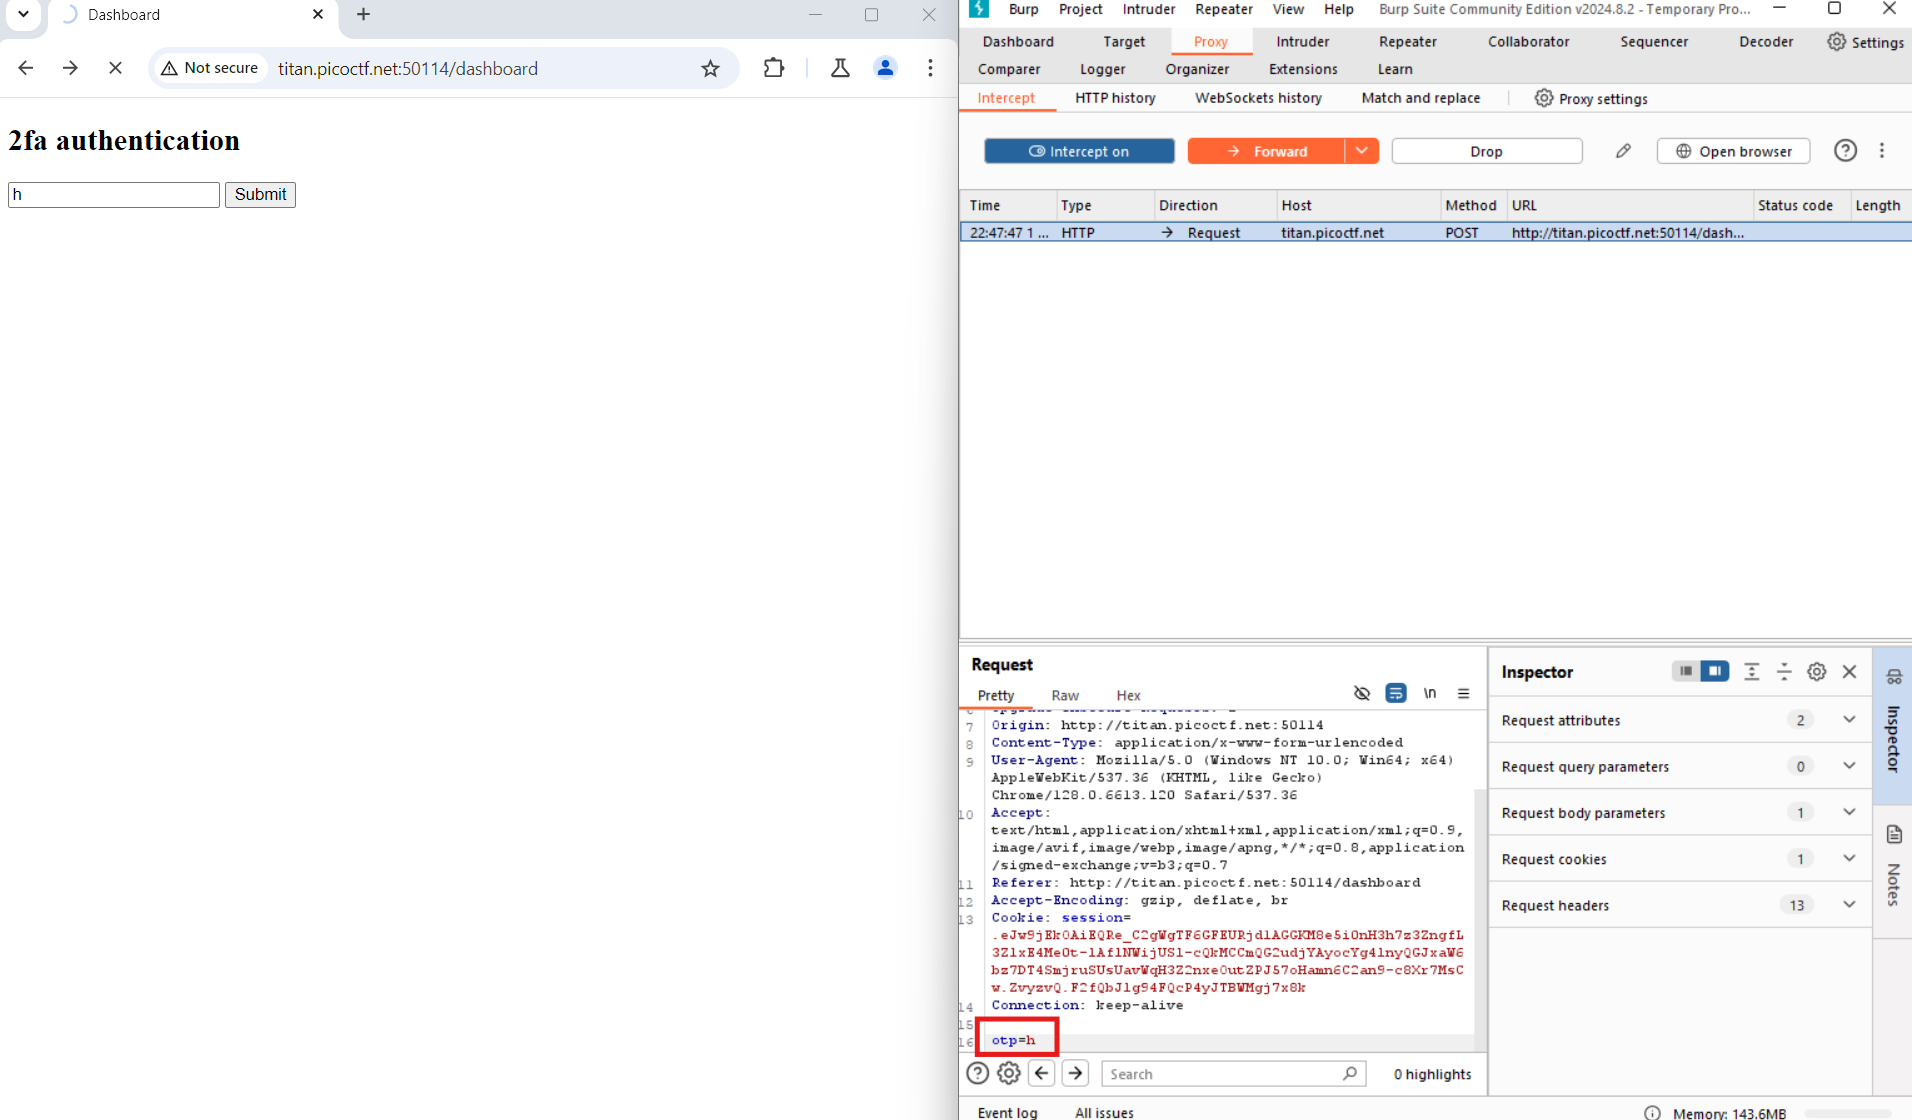 Dashboard
Not secure
titan.picoctf.net:50114/dashboard
2fa authentication
h
Submit
Burp Project Intruder Repeater View Help Burp Suite Community Edition v2024.8.2 - Temporary Pro...
Dashboard Target Proxy Intruder Repeater Collaborator Sequencer Decoder Settings
Comparer Logger Organizer Extensions Learn
Intercept HTTP history WebSockets history Match and replace Proxy settings
Intercept on Forward Drop Open browser
Time Type Direction Host Method URL Status code Length
22:47:47 1 ... HTTP → Request titan.picoctf.net POST http://titan.picoctf.net:50114/dash...
Request
Pretty Raw Hex \n
7 Origin: http://titan.picoctf.net:50114
8 Content-Type: application/x-www-form-urlencoded
9 User-Agent: Mozilla/5.0 (Windows NT 10.0; Win64; x64)
AppleWebKit/537.36 (KHTML, like Gecko)
Chrome/128.0.6613.120 Safari/537.36
10 Accept:
text/html,application/xhtml+xml,application/xml;q=0.9,
image/avif,image/webp,image/apng,*/*;q=0.8,application
/signed-exchange;v=b3;q=0.7
11 Referer: http://titan.picoctf.net:50114/dashboard
12 Accept-Encoding: gzip, deflate, br
13 Cookie: session=
14 Connection: keep-alive
15
16 otp=h
Search
0 highlights
Inspector
Request attributes 2
Request query parameters 0
Request body parameters 1
Request cookies 1
Request headers 13
Inspector
Notes
Event log All issues
Memory: 143.6MB